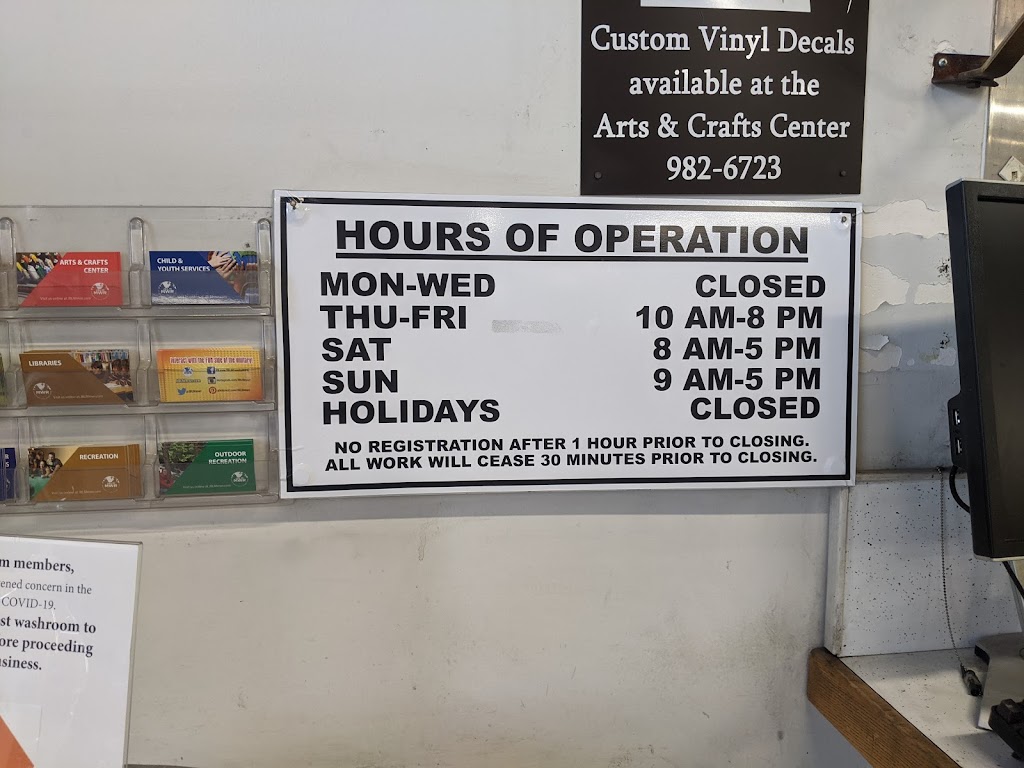 Custom Vinyl Decals
available at the
Arts & Crafts Center
982-6723
HOURS OF OPERATION
MON-WED CLOSED
THU-FRI 10 AM-8 PM
SAT 8 AM-5 PM
SUN 9 AM-5 PM
HOLIDAYS CLOSED
NO REGISTRATION AFTER 1 HOUR PRIOR TO CLOSING.
ALL WORK WILL CEASE 30 MINUTES PRIOR TO CLOSING.
ARTS & CRAFTS
CENTER
CHILD &
YOUTH SERVICES
LIBRARIES
RECREATION
OUTDOOR
RECREATION
members,
concern in the
COVID-19.
washroom to
proceeding